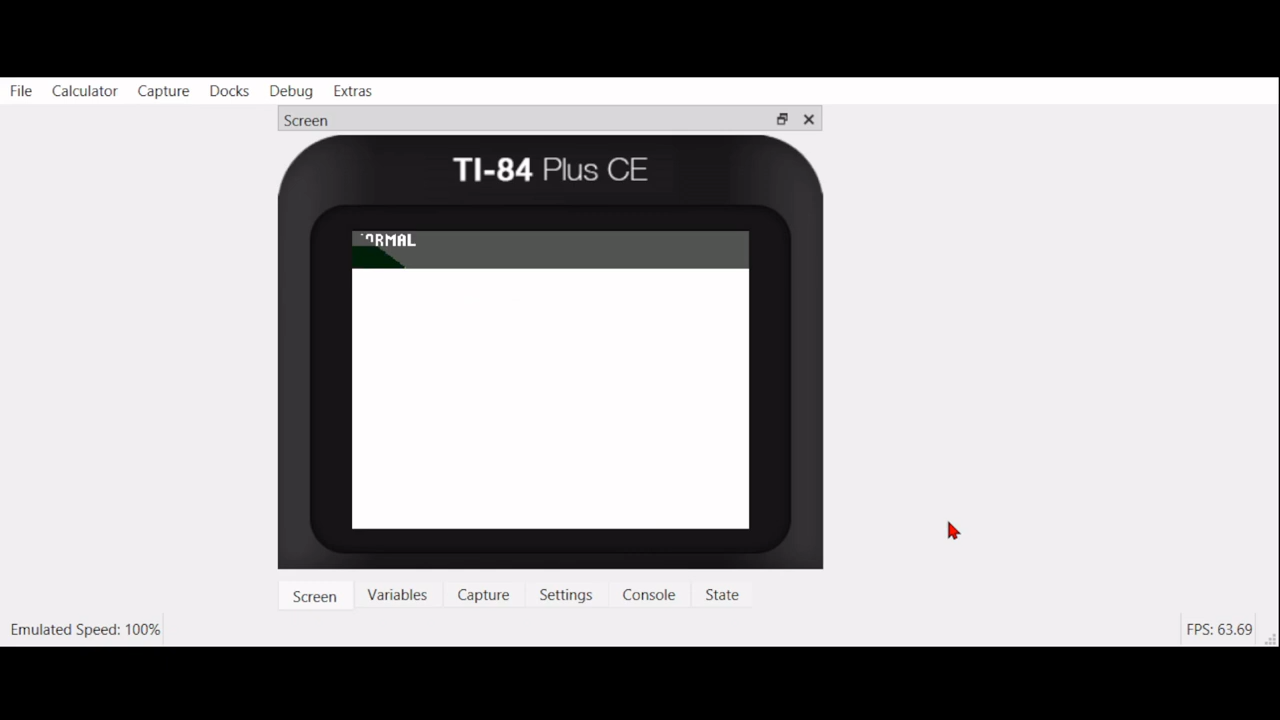 File Calculator Capture Docks Debug Extras
Screen
TI-84 Plus CE
ORMAL
Screen Variables Capture Settings Console State
Emulated Speed: 100% FPS: 63.69